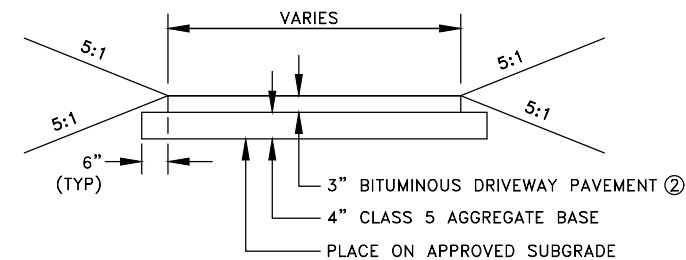 VARIES
5:1
5:1
5:1
5:1
6"
(TYP)
3" BITUMINOUS DRIVEWAY PAVEMENT ②
4" CLASS 5 AGGREGATE BASE
PLACE ON APPROVED SUBGRADE